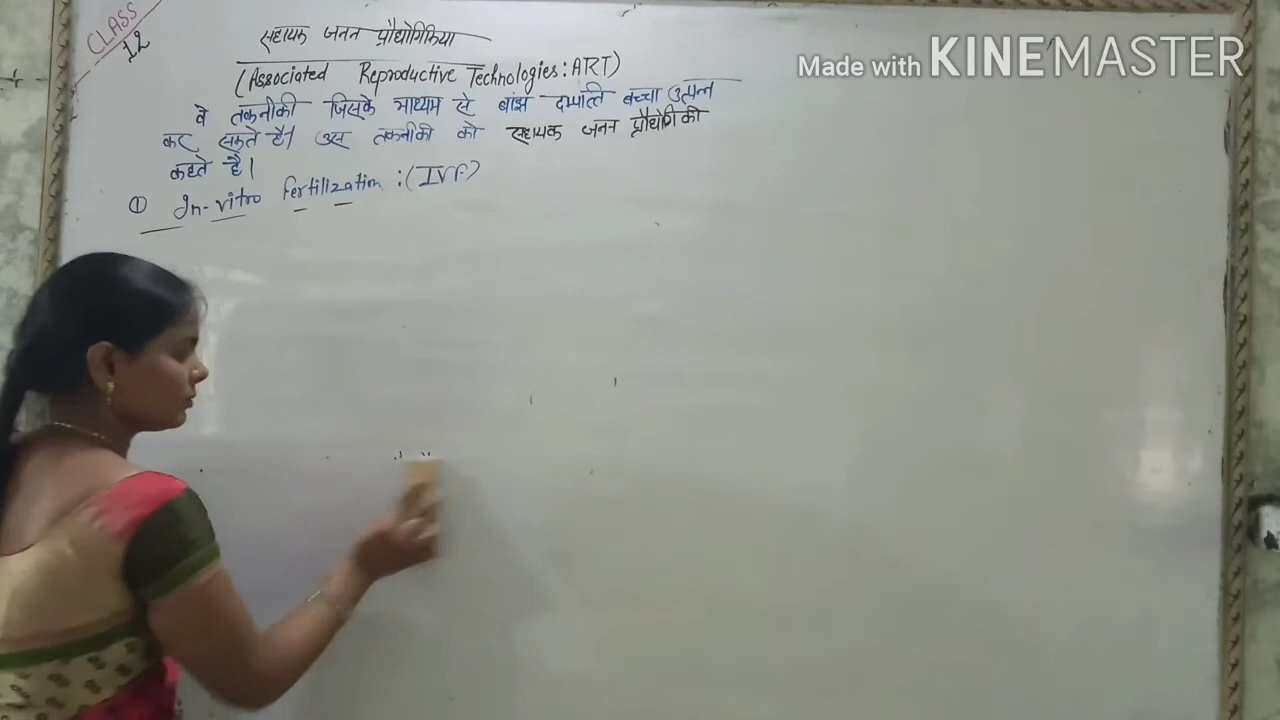 CLASS
12
Made with KINEMASTER
सहायक जनन प्रौद्योगिकिया
(Associated Reproductive Technologies: ART)
वे तकनीकी जिसके माध्यम से बांझ दम्पत्ति बच्चा उत्पन्न
कर सकते है। उस तकनीकी को सहायक जनन प्रौद्योगिकी
कहते है।
① In-vitro Fertilization :(IVF)